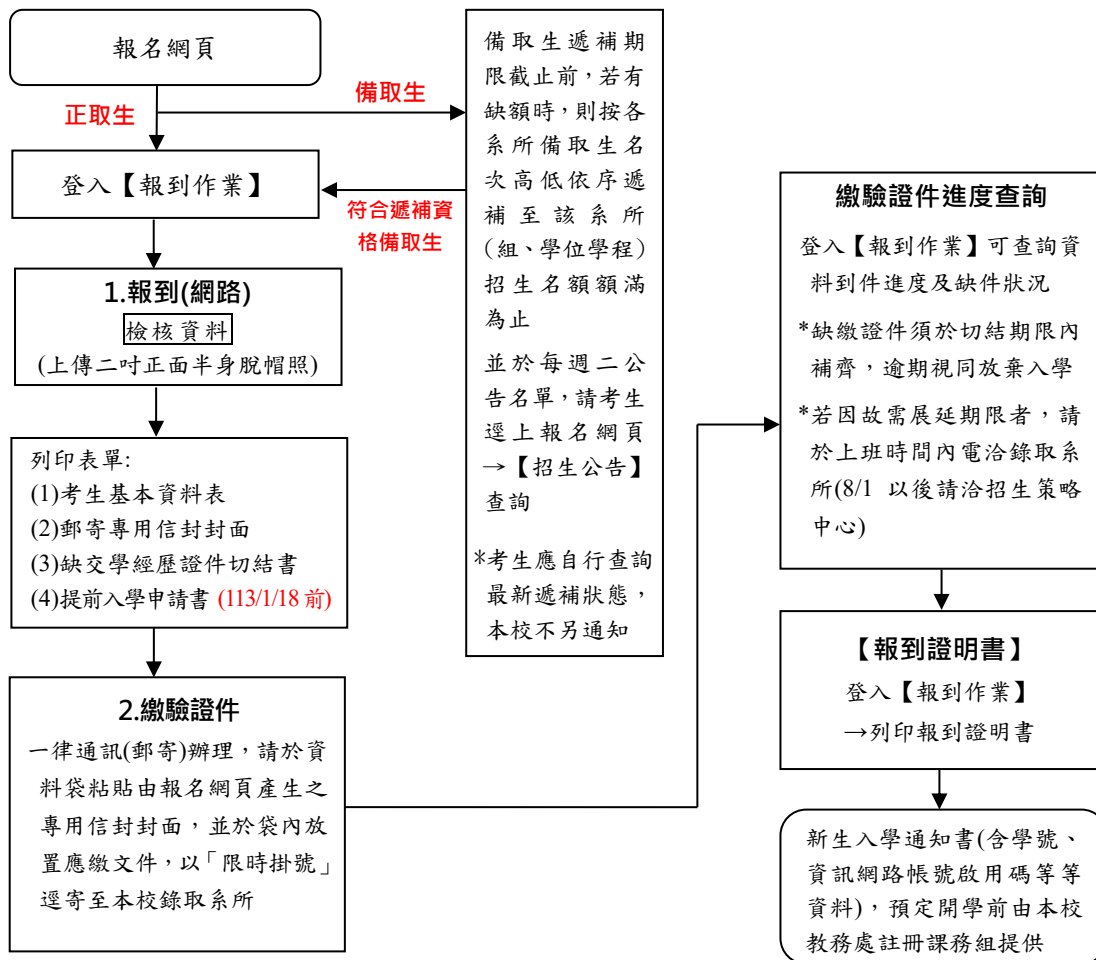 報名網頁
正取生
備取生
登入【報到作業】
符合遞補資
格備取生
1.報到(網路)
檢核資料
(上傳二吋正面半身脫帽照)
列印表單:
(1)考生基本資料表
(2)郵寄專用信封封面
(3)缺交學經歷證件切結書
(4)提前入學申請書 (113/1/18 前)
2.繳驗證件
一律通訊(郵寄)辦理，請於資
料袋粘貼由報名網頁產生之
專用信封封面，並於袋內放
置應繳文件，以「限時掛號」
逕寄至本校錄取系所
備取生遞補期
限截止前，若有
缺額時，則按各
系所備取生名
次高低依序遞
補至該系所
(組、學位學程)
招生名額額滿
為止
並於每週二公
告名單，請考生
逕上報名網頁
→【招生公告】
查詢
*考生應自行查詢
最新遞補狀態，
本校不另通知
繳驗證件進度查詢
登入【報到作業】可查詢資
料到件進度及缺件狀況
*缺繳證件須於切結期限內
補齊，逾期視同放棄入學
*若因故需展延期限者，請
於上班時間內電洽錄取系
所(8/1 以後請洽招生策略
中心)
【報到證明書】
登入【報到作業】
→列印報到證明書
新生入學通知書(含學號、
資訊網路帳號啟用碼等等
資料)，預定開學前由本校
教務處註冊課務組提供